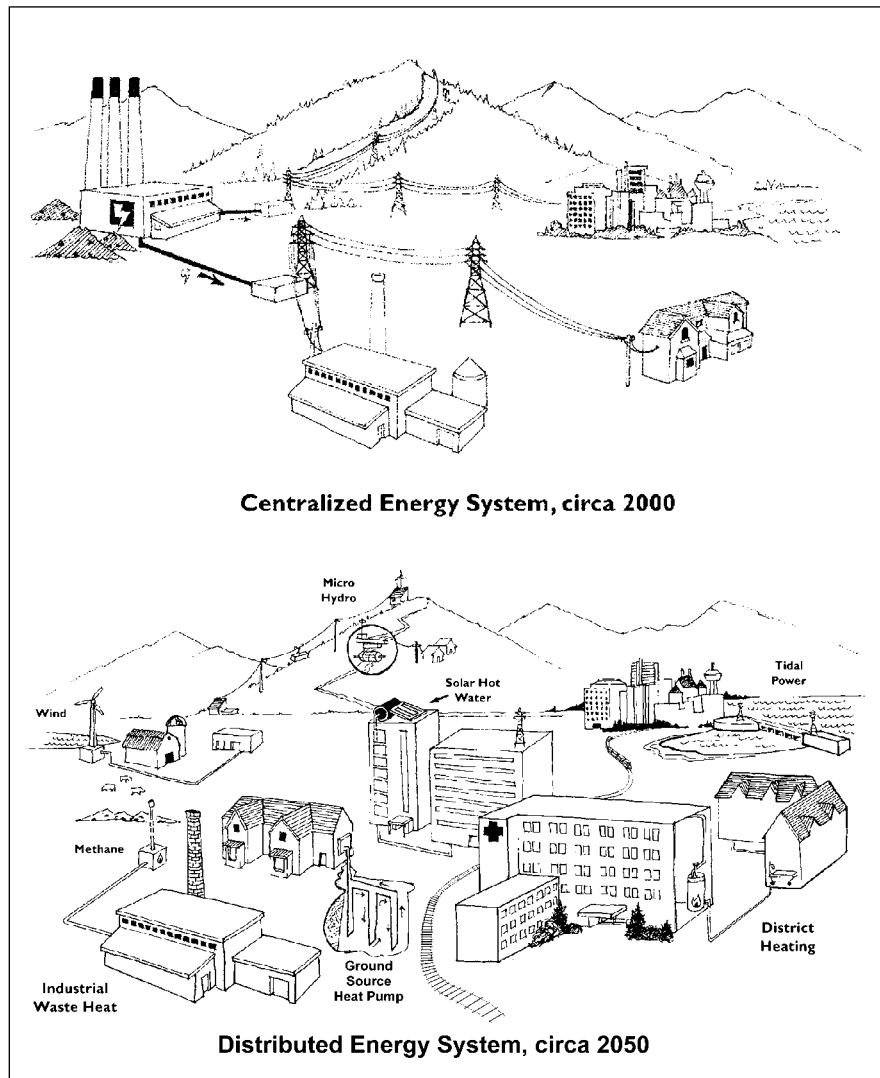 Centralized Energy System, circa 2000
Micro
Hydro
Solar Hot
Water
Tidal
Power
Wind
Methane
Industrial
Waste Heat
Ground
Source
Heat Pump
District
Heating
Distributed Energy System, circa 2050